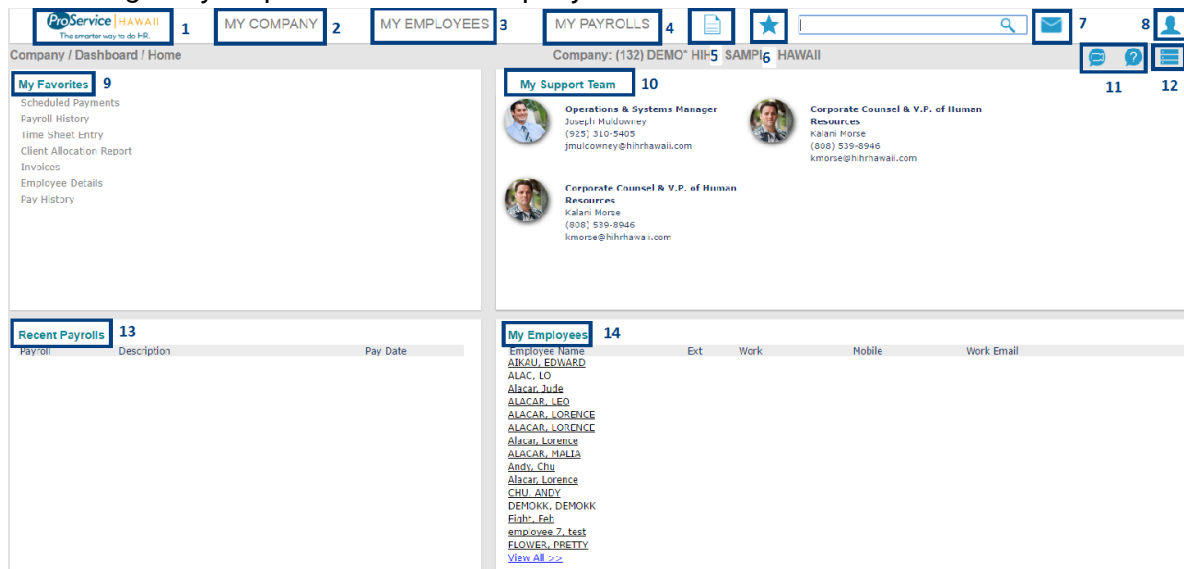 ProService HAWAII
The smarter way to do HR.
1
MY COMPANY
2
MY EMPLOYEES
3
MY PAYROLLS
4
7
8
Company / Dashboard / Home
Company: (132) DEMO* HIH 5 SAMPL 6 HAWAII
11
12
My Favorites
9
Scheduled Payments
Payroll History
Time Sheet Entry
Client Allocation Report
Invoices
Employee Details
Pay History
My Support Team
10
Operations & Systems Manager
Joseph Muldowney
(925) 310-5405
jmulcowney@hihrhawaii.com
Corporate Counsel & V.P. of Human
Resources
Kalani Morse
(808) 539-8946
kmorse@hihrhawaii.com
Corporate Counsel & V.P. of Human
Resources
Kalani Morse
(808) 539-8946
kmorse@hihrhawaii.com
Recent Payrolls
13
Payroll Description Pay Date
My Employees
14
Employee Name Ext Work Mobile Work Email
AIKAU, EDWARD
ALAC, LO
Alacar, Jude
ALACAR, LEO
ALACAR, LORENCE
ALACAR, LORENCE
Alacar, Lorence
ALACAR, MALIA
Andy, Chu
Alacar, Lorence
CHU, ANDY
DEMOKK, DEMOKK
Eight, Feb
employee 7, test
FLOWER, PRETTY
View All >>